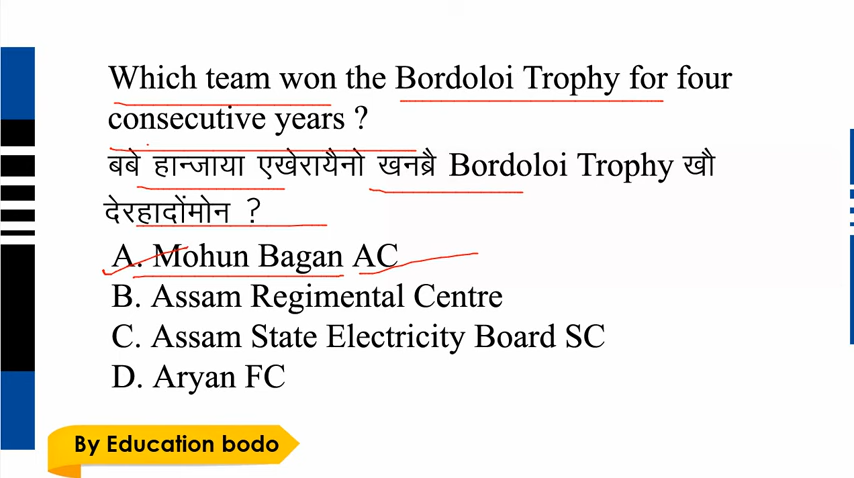 Which team won the Bordoloi Trophy for four
consecutive years ?
बबे हान्जाया एखेरायैनो खनब्रै Bordoloi Trophy खौ
देरहादोंमोन ?
A. Mohun Bagan AC
B. Assam Regimental Centre
C. Assam State Electricity Board SC
D. Aryan FC
By Education bodo